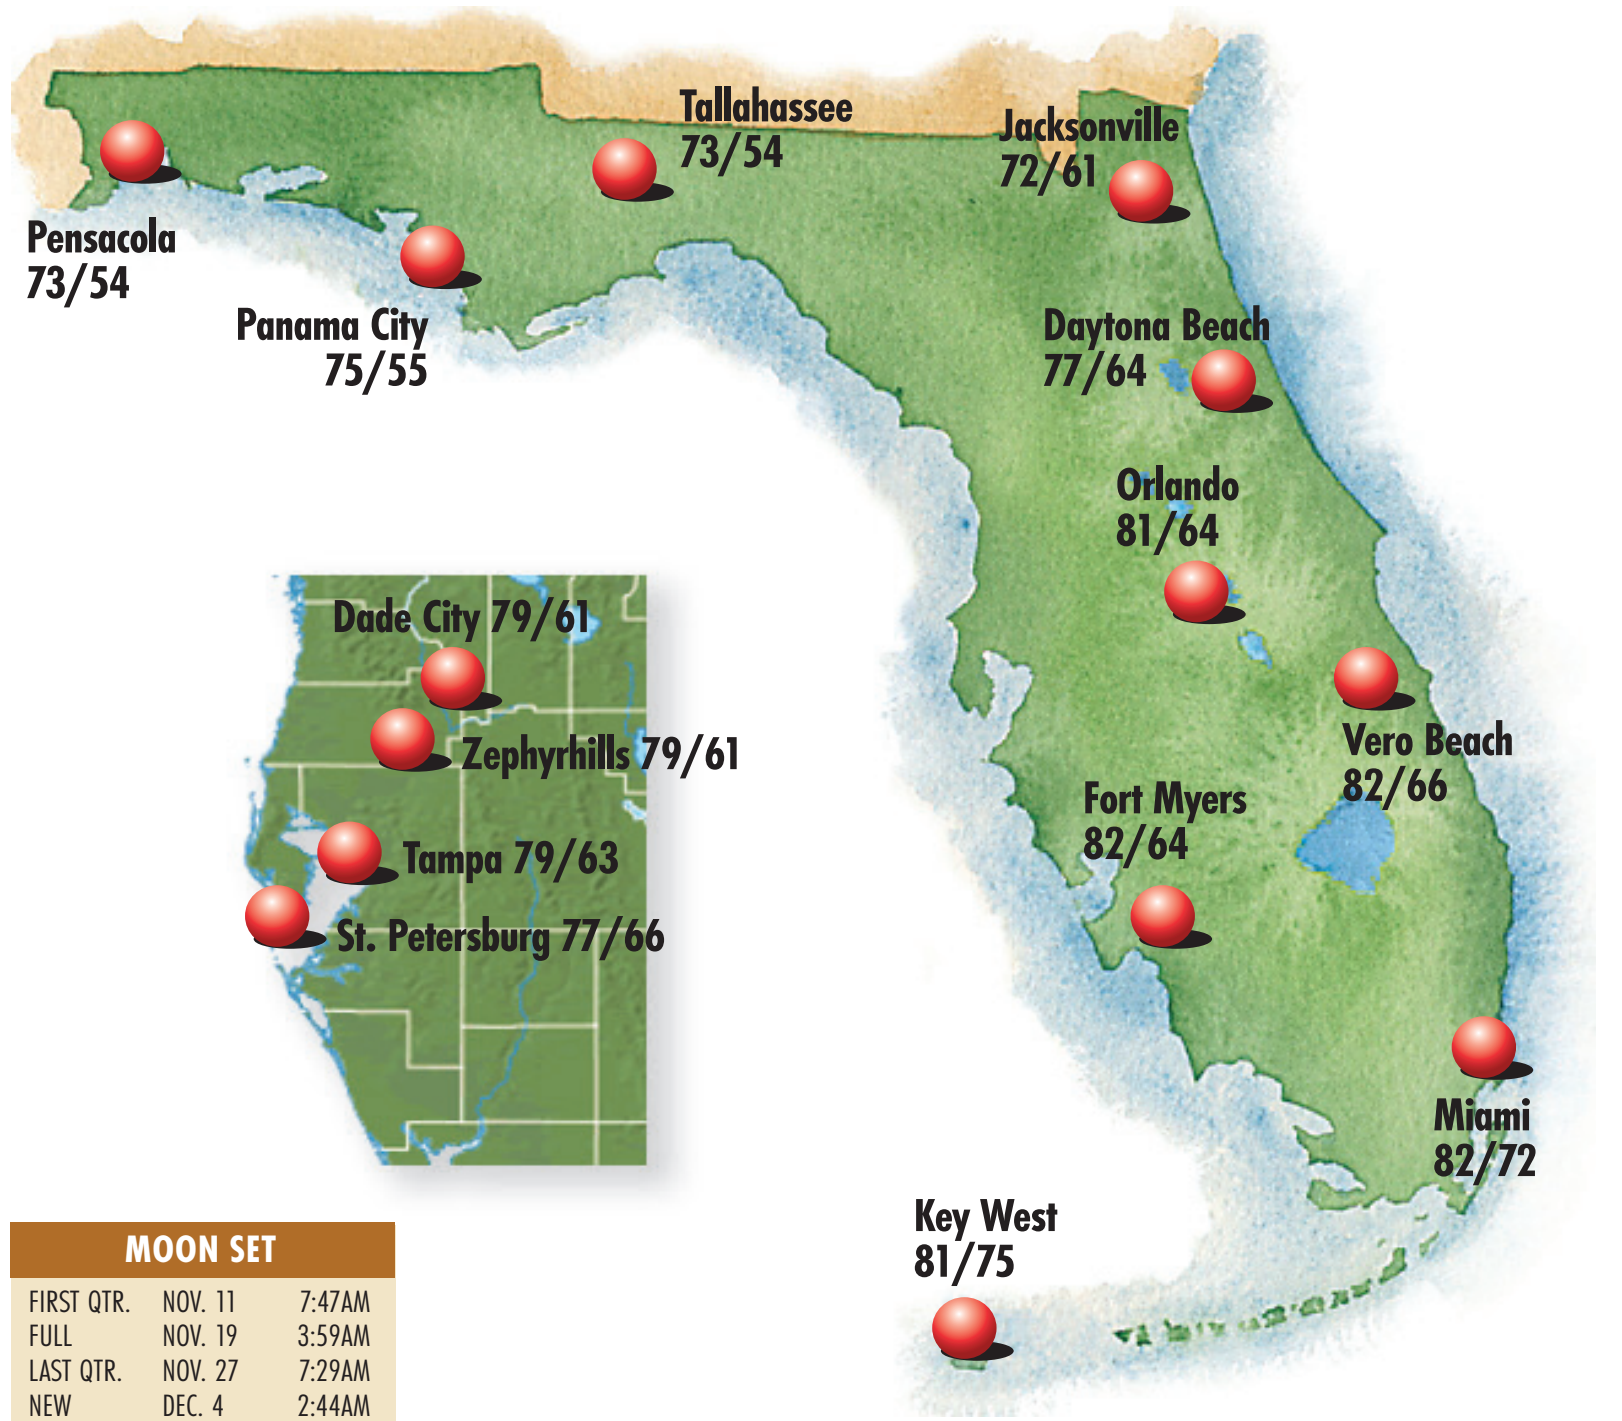 Tallahassee
73/54
Jacksonville
72/61
Pensacola
73/54
Panama City
75/55
Daytona Beach
77/64
Orlando
81/64
Dade City 79/61
Zephyrhills 79/61
Tampa 79/63
St. Petersburg 77/66
Vero Beach
82/66
Fort Myers
82/64
Miami
82/72
Key West
81/75
MOON SET
FIRST QTR. NOV. 11 7:47AM
FULL NOV. 19 3:59AM
LAST QTR. NOV. 27 7:29AM
NEW DEC. 4 2:44AM